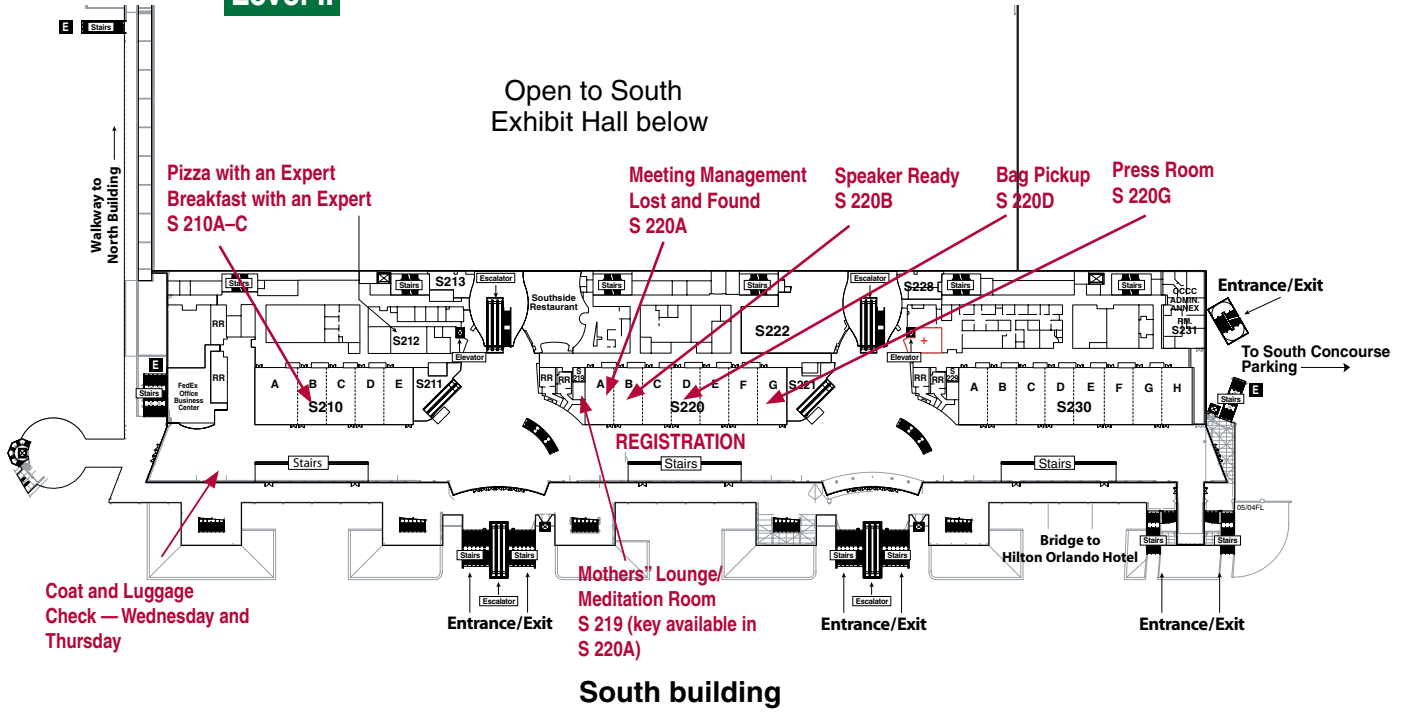 Level II
E
Stairs
Open to South
Exhibit Hall below
Walkway to
North Building
Pizza with an Expert
Breakfast with an Expert
S 210A–C
Meeting Management
Lost and Found
S 220A
Speaker Ready
S 220B
Bag Pickup
S 220D
Press Room
S 220G
Stairs
Stairs
S213
Escalator
Southside
Restaurant
Stairs
Stairs
Escalator
S228
Stairs
Stairs
OCCC
ADMIN.
ANNEX
RM.
S231
Entrance/Exit
To South Concourse
Parking
RR
S212
Elevator
S222
Elevator
+
E
Stairs
FedEx
Office
Business
Center
RR
A B C D E
S210
S211
RR
RR
S
219
A B C D E F G
S220
S221
RR
RR
S
229
A B C D E F G H
S230
Stairs
E
REGISTRATION
Stairs
Stairs
Stairs
05/04FL
Bridge to
Hilton Orlando Hotel
Stairs
Stairs
Stairs
Stairs
Stairs
Stairs
Escalator
Escalator
Entrance/Exit
Entrance/Exit
Entrance/Exit
Coat and Luggage
Check — Wednesday and
Thursday
Mothers” Lounge/
Meditation Room
S 219 (key available in
S 220A)
South building